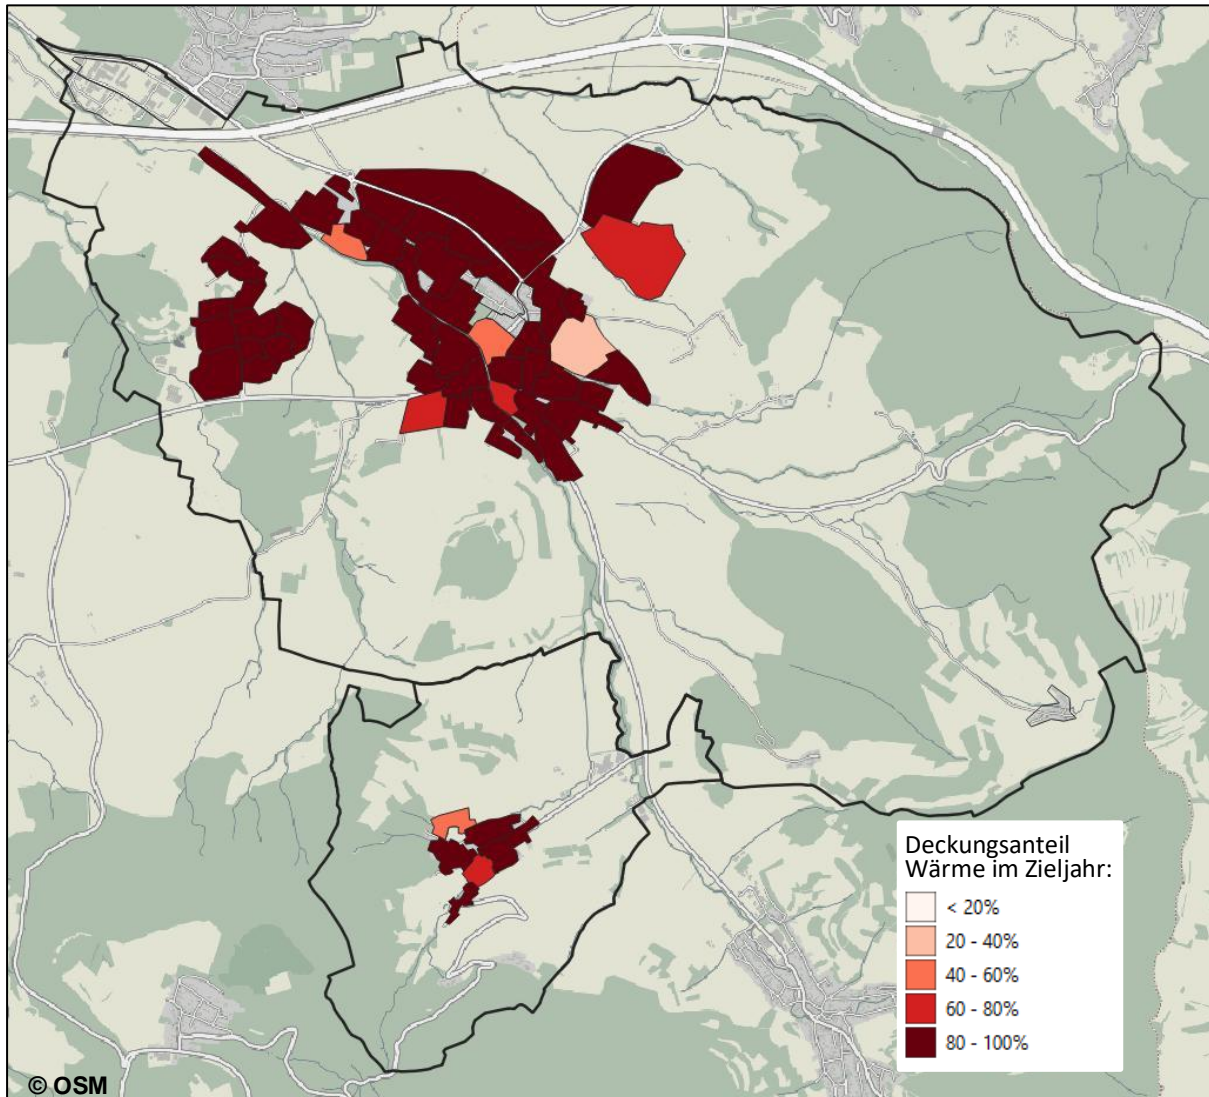 Deckungsanteil
Wärme im Zieljahr:
< 20%
20 - 40%
40 - 60%
60 - 80%
80 - 100%
© OSM